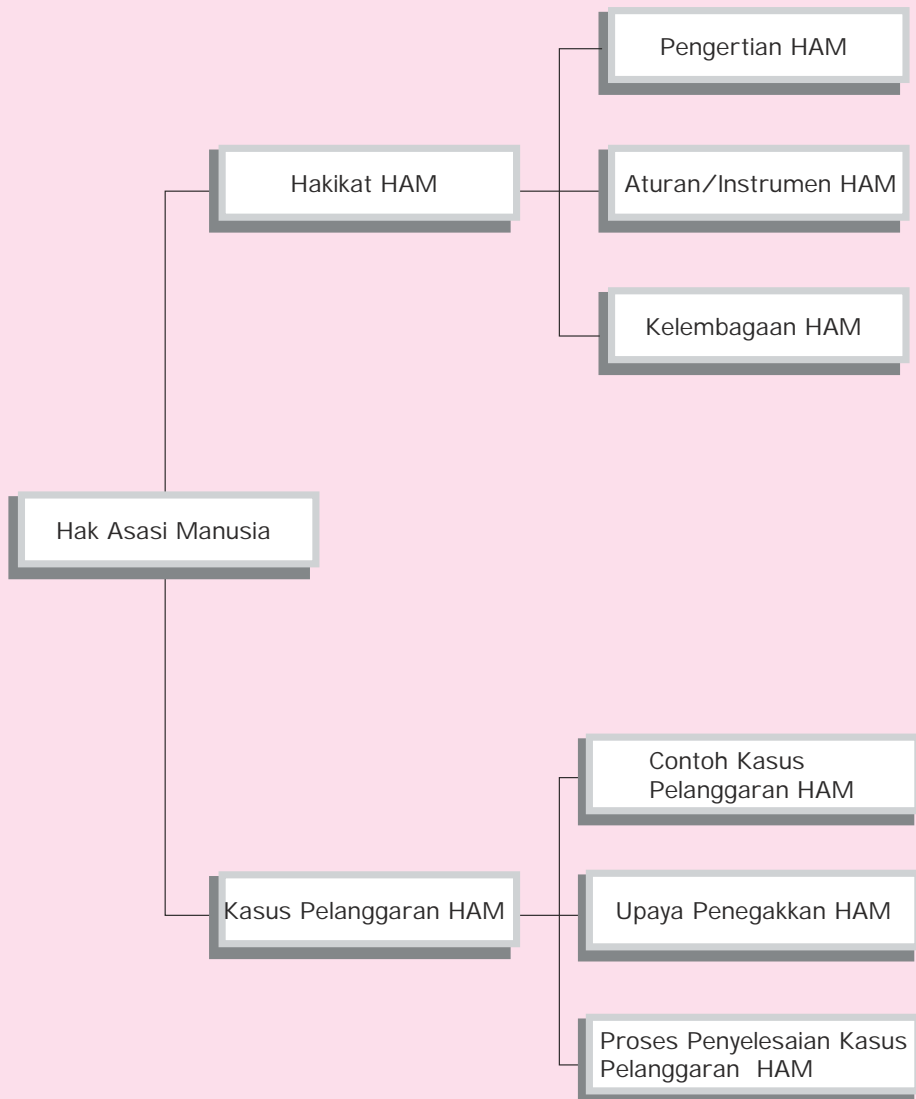 Pengertian HAM
Hakikat HAM
Aturan/Instrumen HAM
Kelembagaan HAM
Hak Asasi Manusia
Contoh Kasus
Pelanggaran HAM
Kasus Pelanggaran HAM
Upaya Penegakkan HAM
Proses Penyelesaian Kasus
Pelanggaran HAM